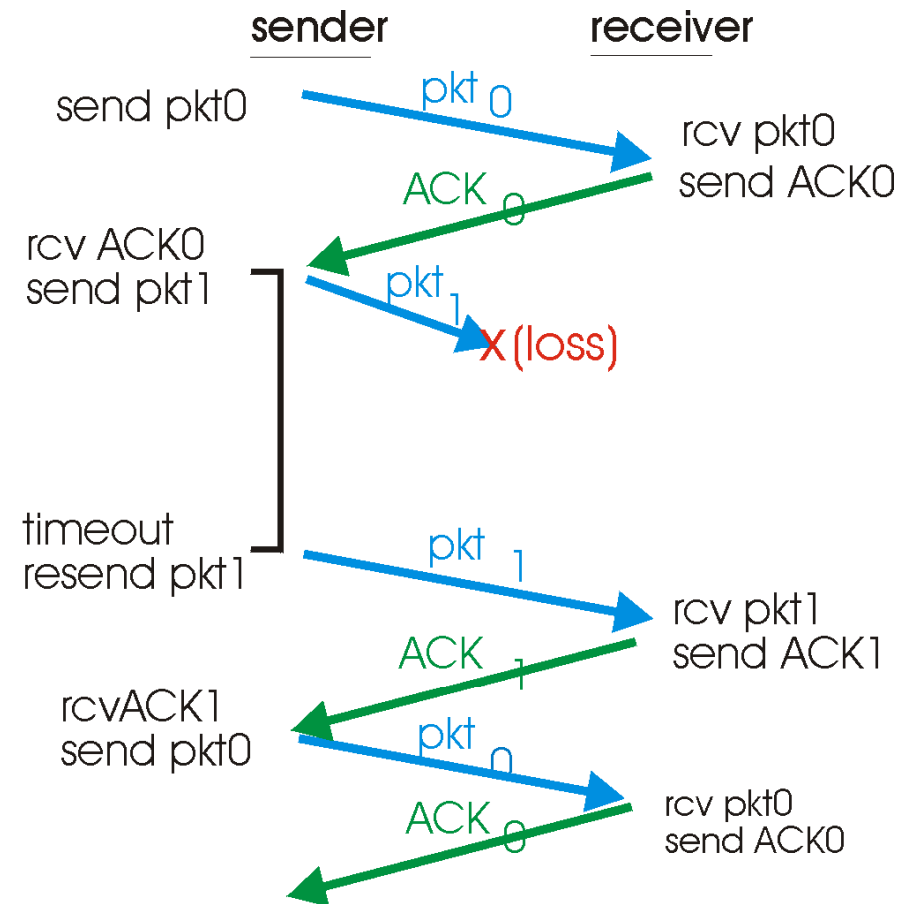 sender
receiver
send pkt0
pkt 0
rcv pkt0
send ACK0
ACK 0
rcv ACK0
send pkt1
pkt 1
X (loss)
timeout
resend pkt1
pkt 1
rcv pkt1
send ACK1
ACK 1
rcvACK1
send pkt0
pkt 0
rcv pkt0
send ACK0
ACK 0